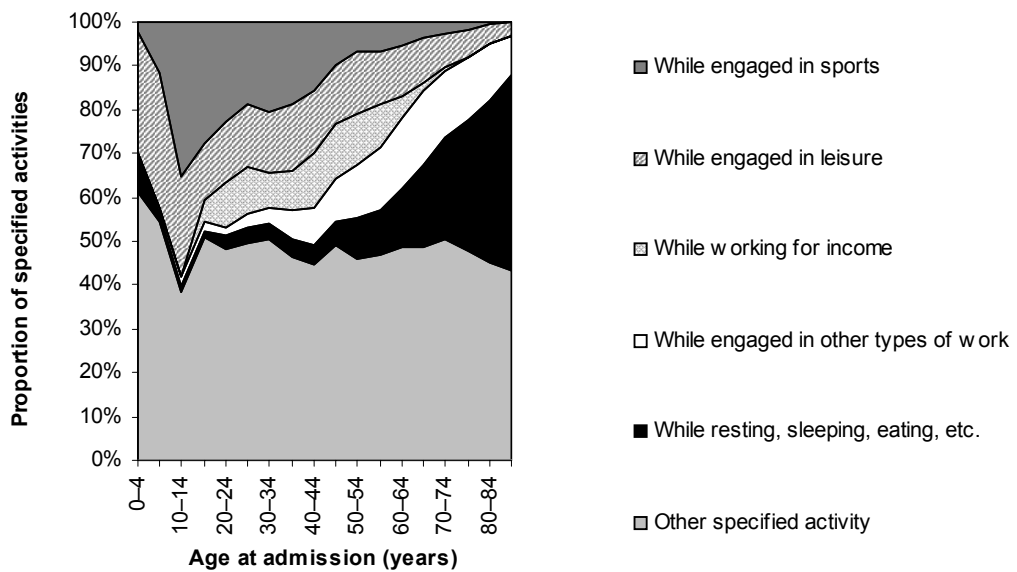 100%
90%
80%
70%
60%
50%
40%
30%
20%
10%
0%
Proportion of specified activities
0–4
10–14
20–24
30–34
40–44
50–54
60–64
70–74
80–84
Age at admission (years)
While engaged in sports
While engaged in leisure
While working for income
While engaged in other types of work
While resting, sleeping, eating, etc.
Other specified activity